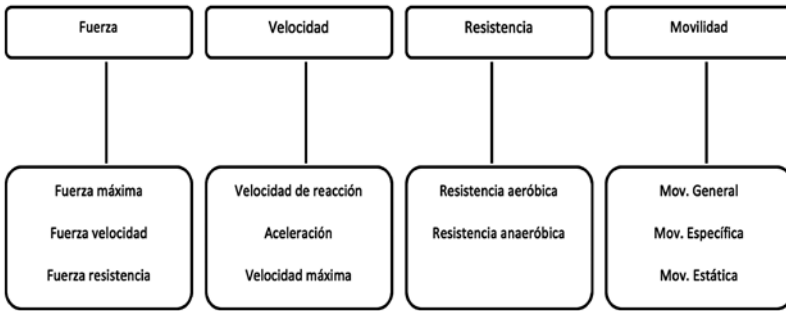 Fuerza
Velocidad
Resistencia
Movilidad
Fuerza máxima
Fuerza velocidad
Fuerza resistencia
Velocidad de reacción
Aceleración
Velocidad máxima
Resistencia aeróbica
Resistencia anaeróbica
Mov. General
Mov. Específica
Mov. Estática